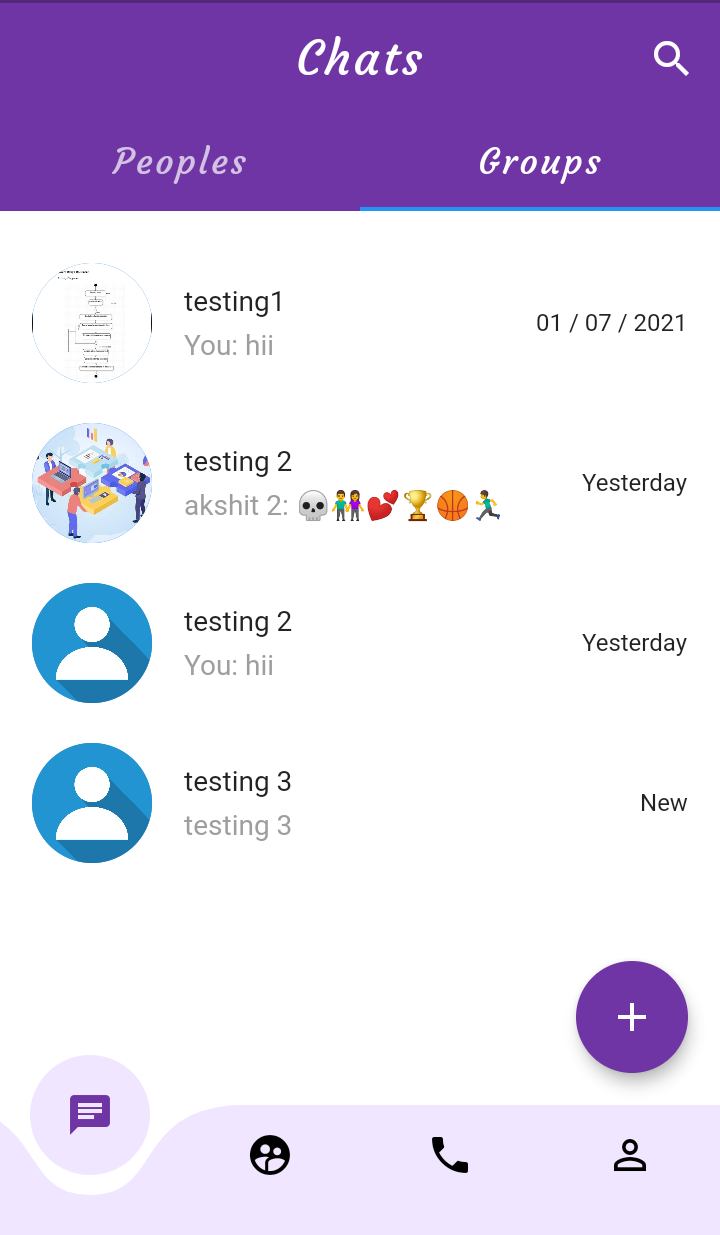 Chats
Peoples
Groups
testing1
You: hii
01 / 07 / 2021
testing 2
akshit 2: 💀👫💕🏆🏀🏃‍♂️
Yesterday
testing 2
You: hii
Yesterday
testing 3
testing 3
New